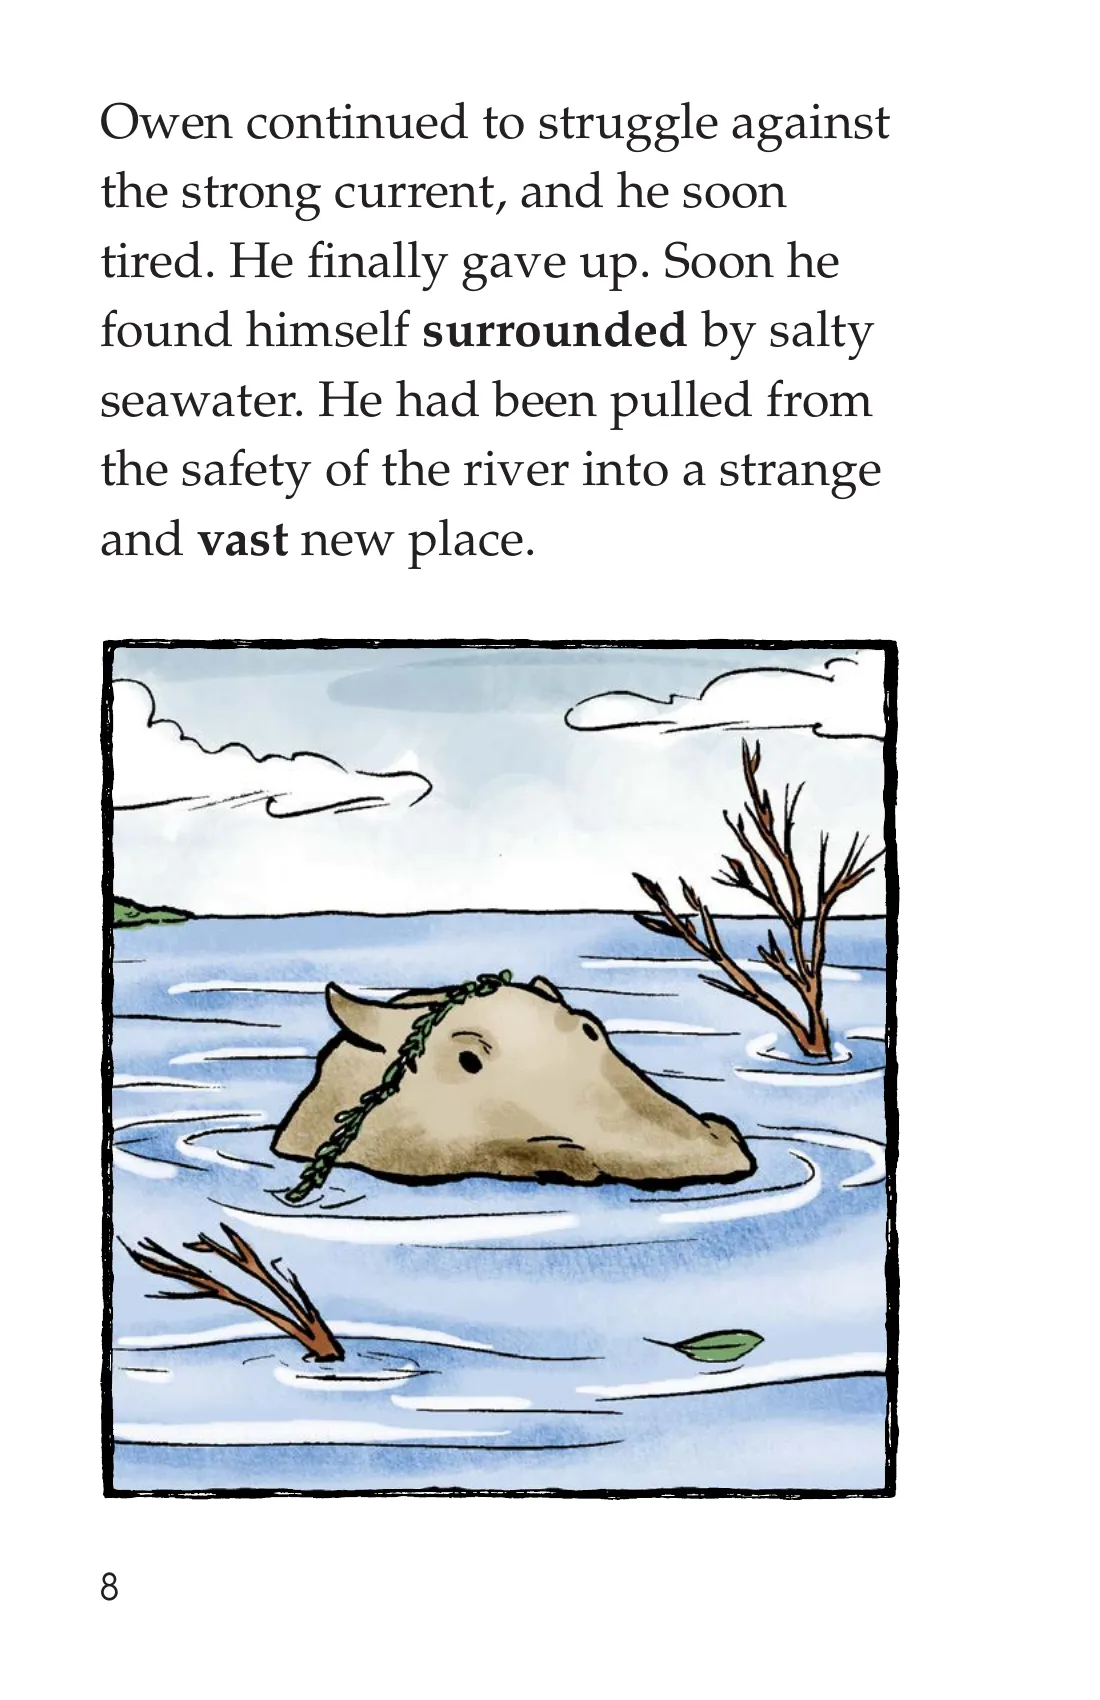 Owen continued to struggle against
the strong current, and he soon
tired. He finally gave up. Soon he
found himself surrounded by salty
seawater. He had been pulled from
the safety of the river into a strange
and vast new place.
8